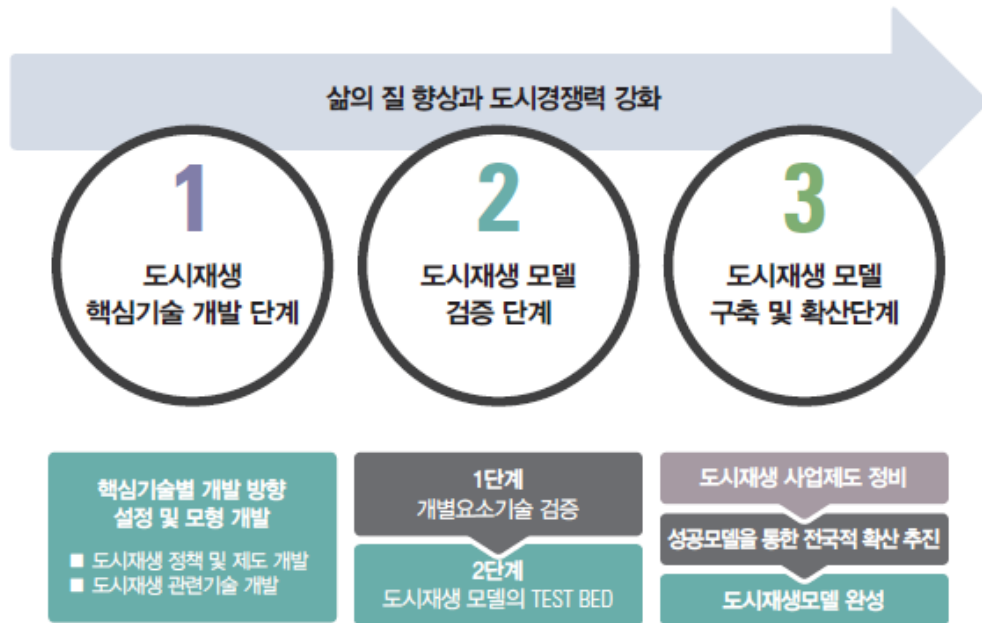 삶의 질 향상과 도시경쟁력 강화
1
도시재생
핵심기술 개발 단계
2
도시재생 모델
검증 단계
3
도시재생 모델
구축 및 확산단계
핵심기술별 개발 방향
설정 및 모형 개발
■ 도시재생 정책 및 제도 개발
■ 도시재생 관련기술 개발
1단계
개별요소기술 검증
2단계
도시재생 모델의 TEST BED
도시재생 사업제도 정비
성공모델을 통한 전국적 확산 추진
도시재생모델 완성